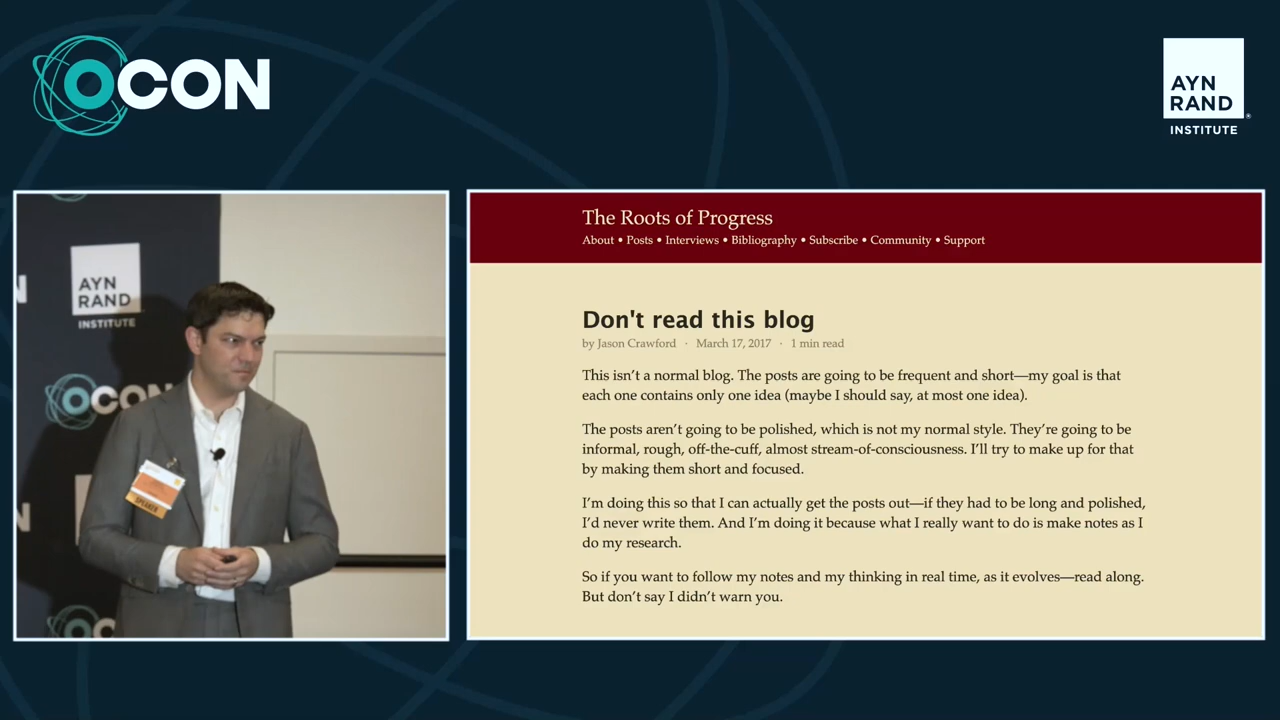 OCON
AYN
RAND
INSTITUTE
AYN
RAND
INSTITUTE
OCON
SPEAKER
The Roots of Progress
About • Posts • Interviews • Bibliography • Subscribe • Community • Support
Don't read this blog
by Jason Crawford · March 17, 2017 · 1 min read
This isn't a normal blog. The posts are going to be frequent and short—my goal is that
each one contains only one idea (maybe I should say, at most one idea).
The posts aren't going to be polished, which is not my normal style. They're going to be
informal, rough, off-the-cuff, almost stream-of-consciousness. I'll try to make up for that
by making them short and focused.
I'm doing this so that I can actually get the posts out—if they had to be long and polished,
I'd never write them. And I'm doing it because what I really want to do is make notes as I
do my research.
So if you want to follow my notes and my thinking in real time, as it evolves—read along.
But don't say I didn't warn you.